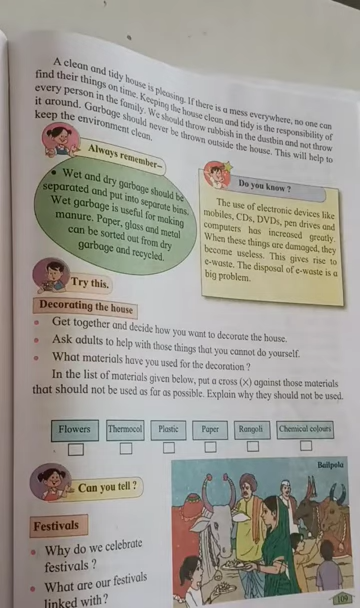 A clean and tidy house is pleasing. If there is a mess everywhere, no one can
find their things on time. Keeping the house clean and tidy is the responsibility of
every person in the family. We should throw rubbish in the dustbin and not throw
it around. Garbage should never be thrown outside the house. This will help to
keep the environment clean.
Always remember–
• Wet and dry garbage should be
separated and put into separate bins.
Wet garbage is useful for making
manure. Paper, glass and metal
can be sorted out from dry
garbage and recycled.
Do you know ?
The use of electronic devices like
mobiles, CDs, DVDs, pen drives and
computers has increased greatly.
When these things are damaged, they
become useless. This gives rise to
e-waste. The disposal of e-waste is a
big problem.
Try this.
Decorating the house
• Get together and decide how you want to decorate the house.
• Ask adults to help with those things that you cannot do yourself.
• What materials have you used for the decoration ?
In the list of materials given below, put a cross (×) against those materials
that should not be used as far as possible. Explain why they should not be used.
Flowers Thermocol Plastic Paper Rangoli Chemical colours
Can you tell ?
Bailpola
Festivals
• Why do we celebrate
festivals ?
• What are our festivals
linked with ?
109